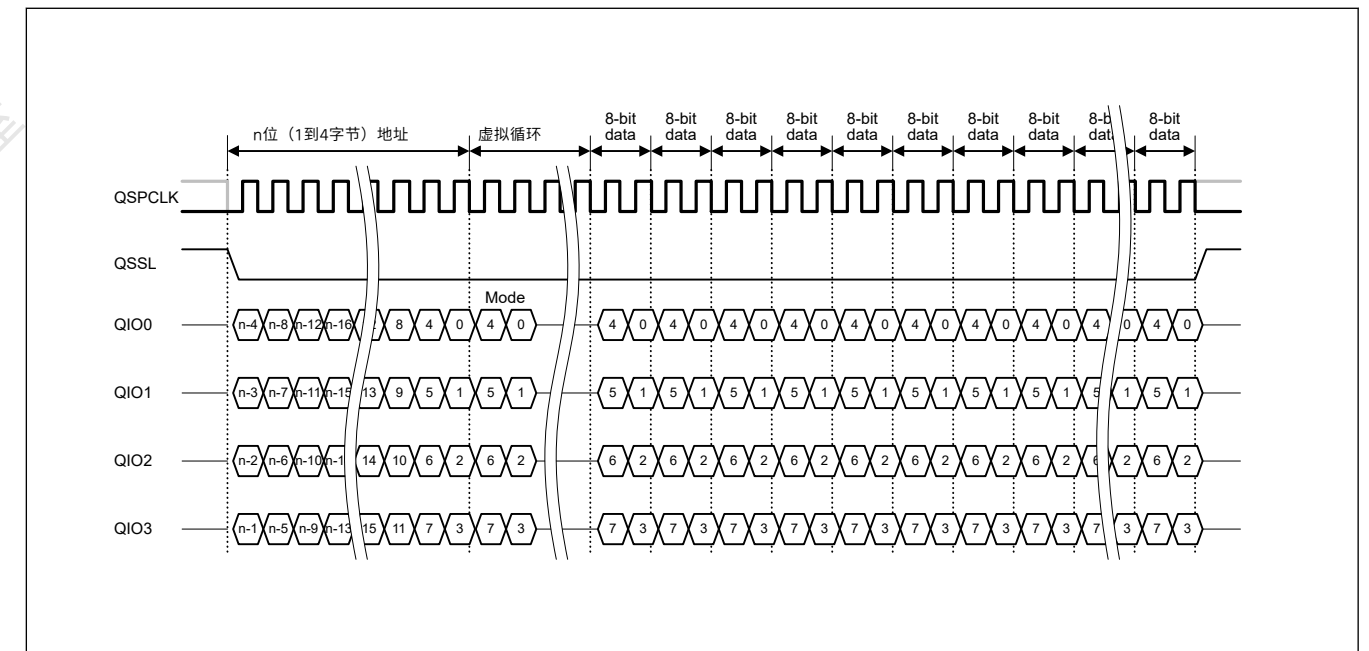 8-bit 8-bit 8-bit 8-bit 8-bit 8-bit 8-bit 8-bit 8-bit
data data data data data data data data data
n位（1到4字节）地址 虚拟循环
QSPCLK
QSSL
Mode
QIO0 n-4 n-8 n-12 n-16 8 4 0 4 0 4 0 4 0 4 0 4 0 4 0 4 0 4 0 4 0 4 0 4 0
QIO1 n-3 n-7 n-11 n-15 13 9 5 1 5 1 5 1 5 1 5 1 5 1 5 1 5 1 5 1 5 1 5 1 5 1
QIO2 n-2 n-6 n-10 14 10 6 2 6 2 6 2 6 2 6 2 6 2 6 2 6 2 6 2 6 2 6 2 6 2
QIO3 n-1 n-5 n-9 n-13 15 11 7 3 7 3 7 3 7 3 7 3 7 3 7 3 7 3 7 3 7 3 7 3 7 3